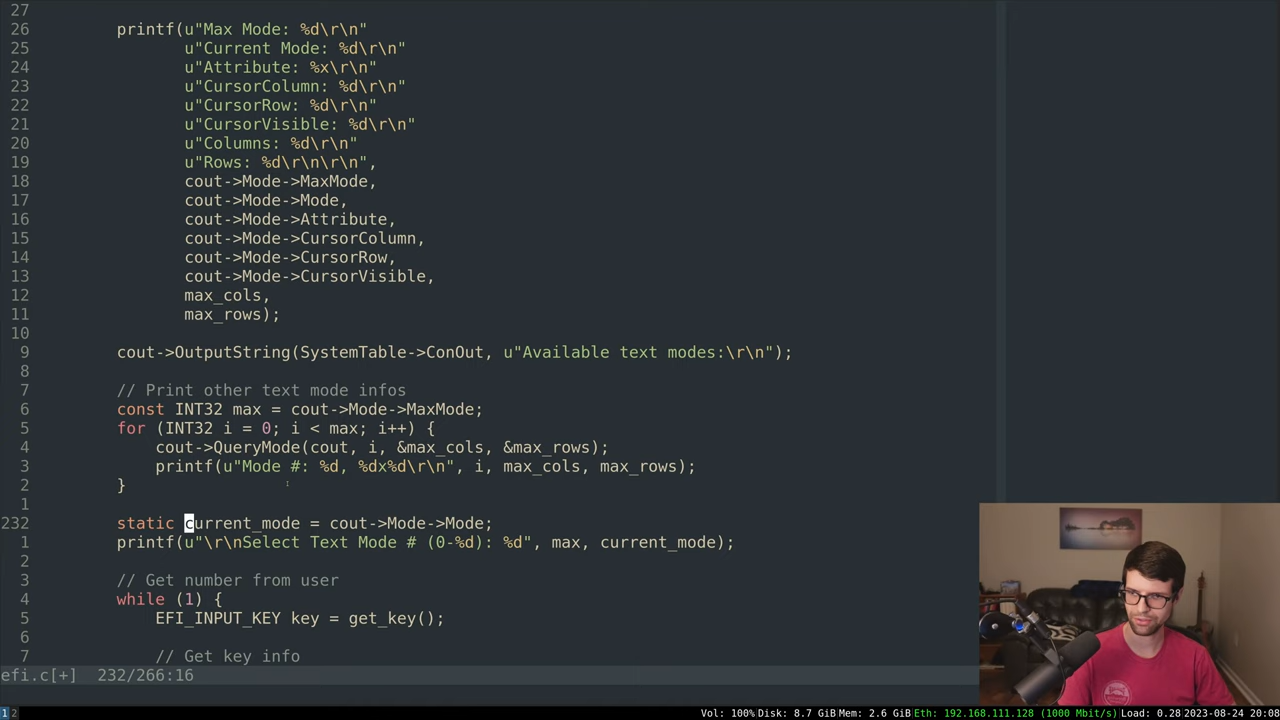 27
26 printf(u"Max Mode: %d\r\n"
25 u"Current Mode: %d\r\n"
24 u"Attribute: %x\r\n"
23 u"CursorColumn: %d\r\n"
22 u"CursorRow: %d\r\n"
21 u"CursorVisible: %d\r\n"
20 u"Columns: %d\r\n"
19 u"Rows: %d\r\n\r\n",
18 cout->Mode->MaxMode,
17 cout->Mode->Mode,
16 cout->Mode->Attribute,
15 cout->Mode->CursorColumn,
14 cout->Mode->CursorRow,
13 cout->Mode->CursorVisible,
12 max_cols,
11 max_rows);
10
9 cout->OutputString(SystemTable->ConOut, u"Available text modes:\r\n");
8
7 // Print other text mode infos
6 const INT32 max = cout->Mode->MaxMode;
5 for (INT32 i = 0; i < max; i++) {
4 cout->QueryMode(cout, i, &max_cols, &max_rows);
3 printf(u"Mode #: %d, %dx%d\r\n", i, max_cols, max_rows);
2 }
1
232 static current_mode = cout->Mode->Mode;
1 printf(u"\r\nSelect Text Mode # (0-%d): %d", max, current_mode);
2
3 // Get number from user
4 while (1) {
5 EFI_INPUT_KEY key = get_key();
6
7 // Get key info
efi.c[+] 232/266:16
1 2 Vol: 100% Disk: 8.7 GiB Mem: 2.6 GiB Eth: 192.168.111.128 (1000 Mbit/s) Load: 0.28 2023-08-24 20:08